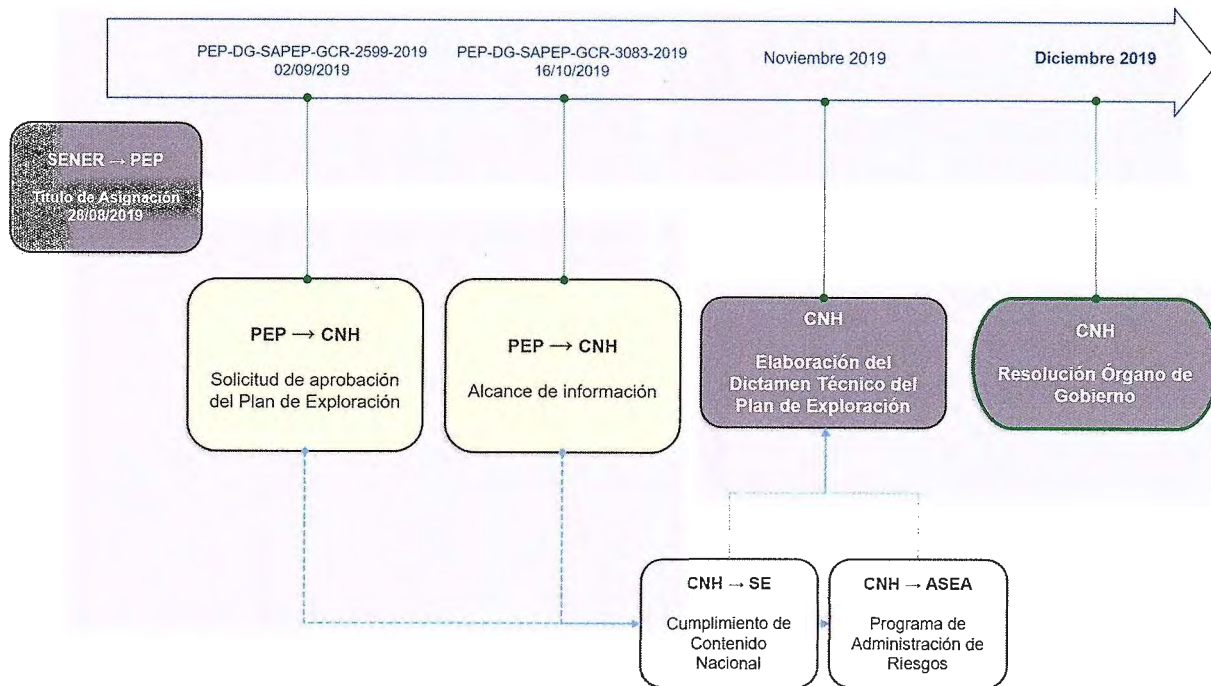 PEP-DG-SAPEP-GCR-2599-2019
02/09/2019
PEP-DG-SAPEP-GCR-3083-2019
16/10/2019
Noviembre 2019
Diciembre 2019
SENER → PEP
Título de Asignación
28/08/2019
PEP → CNH
Solicitud de aprobación
del Plan de Exploración
PEP → CNH
Alcance de información
CNH
Elaboración del
Dictamen Técnico del
Plan de Exploración
CNH
Resolución Órgano de
Gobierno
CNH → SE
Cumplimiento de
Contenido
Nacional
CNH → ASEA
Programa de
Administración de
Riesgos